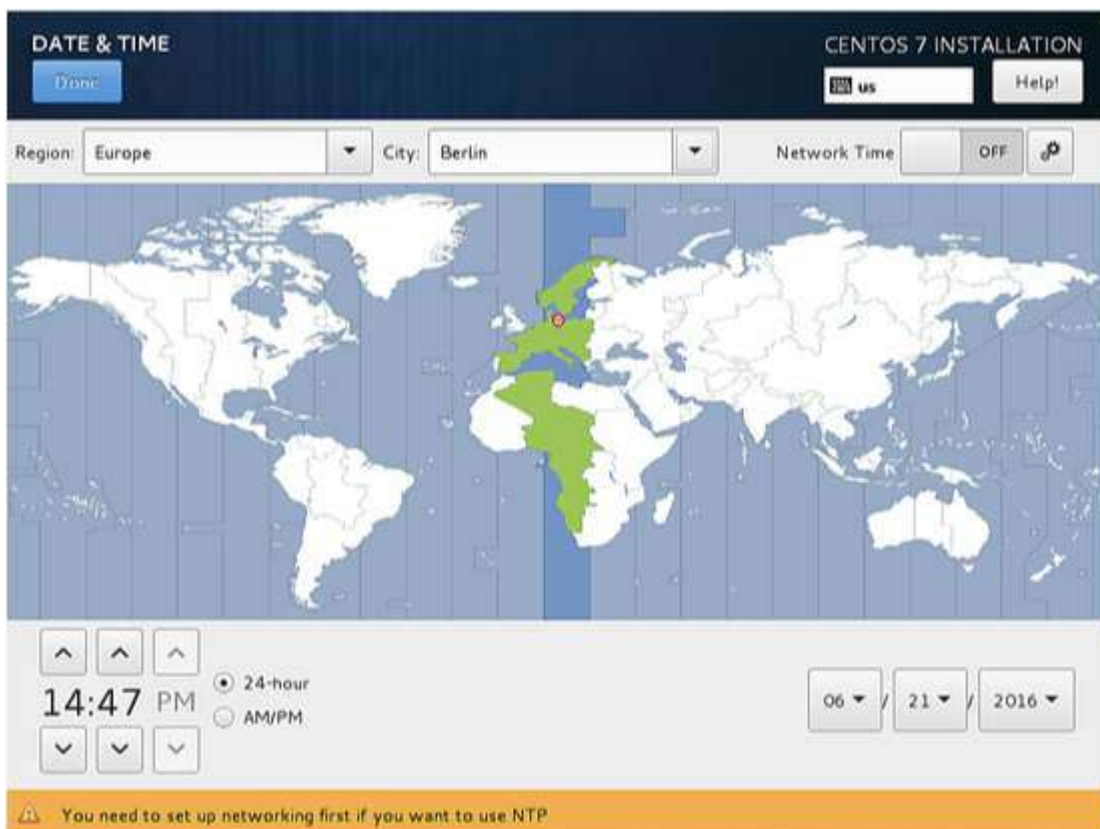 DATE & TIME
CENTOS 7 INSTALLATION
Done
us
Help!
Region: Europe
City: Berlin
Network Time OFF
14:47 PM
24-hour
AM/PM
06 / 21 / 2016
You need to set up networking first if you want to use NTP